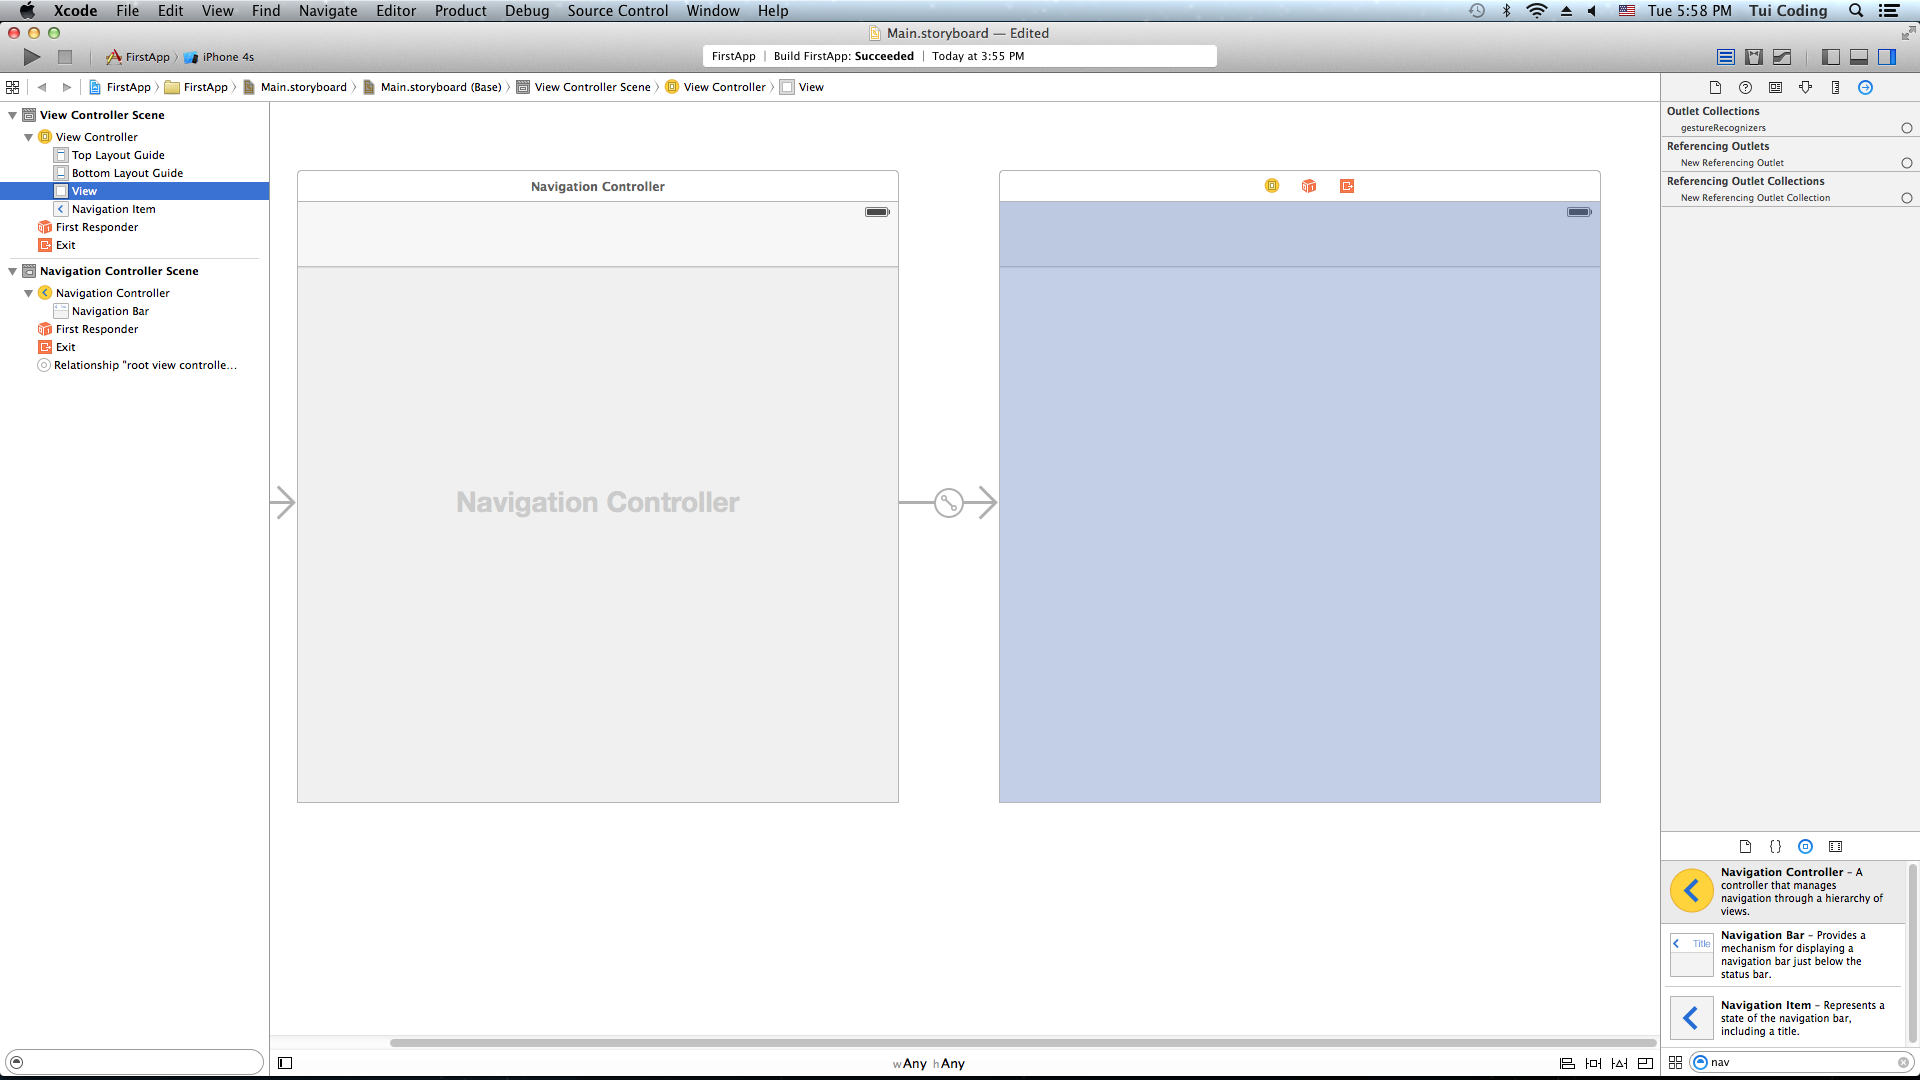 Xcode File Edit View Find Navigate Editor Product Debug Source Control Window Help Tue 5:58 PM Tui Coding
Main.storyboard — Edited
FirstApp iPhone 4s
FirstApp Build FirstApp: Succeeded Today at 3:55 PM
FirstApp FirstApp Main.storyboard Main.storyboard (Base) View Controller Scene View Controller View
View Controller Scene
View Controller
Top Layout Guide
Bottom Layout Guide
View
Navigation Item
First Responder
Exit
Navigation Controller Scene
Navigation Controller
Navigation Bar
First Responder
Exit
Relationship "root view controlle...
Navigation Controller
Navigation Controller
wAny hAny
Outlet Collections
gestureRecognizers
Referencing Outlets
New Referencing Outlet
Referencing Outlet Collections
New Referencing Outlet Collection
{}
Navigation Controller – A
controller that manages
navigation through a hierarchy of
views.
Title
Navigation Bar – Provides a
mechanism for displaying a
navigation bar just below the
status bar.
Navigation Item – Represents a
state of the navigation bar,
including a title.
nav